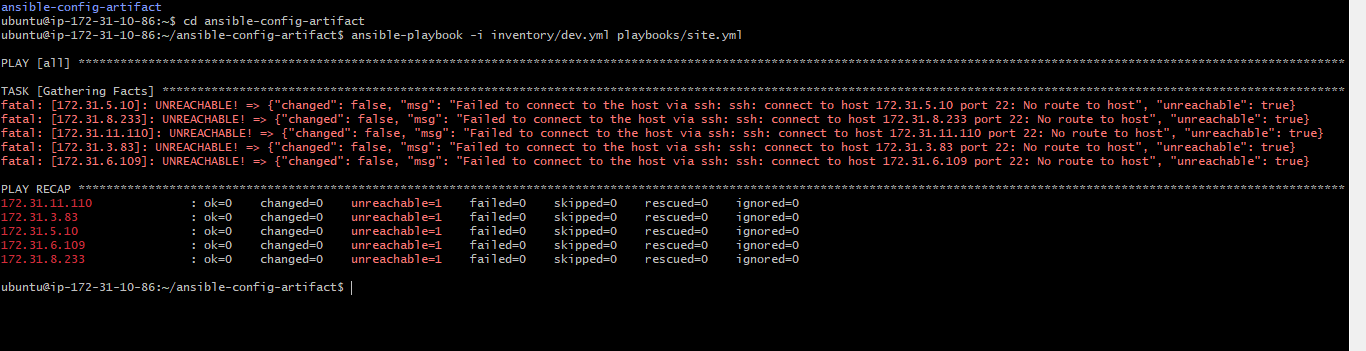 ansible-config-artifact
ubuntu@ip-172-31-10-86:~$ cd ansible-config-artifact
ubuntu@ip-172-31-10-86:~/ansible-config-artifact$ ansible-playbook -i inventory/dev.yml playbooks/site.yml
PLAY [all] *************************************************************************************************************************************************************************************
TASK [Gathering Facts] *************************************************************************************************************************************************************************
fatal: [172.31.5.10]: UNREACHABLE! => {"changed": false, "msg": "Failed to connect to the host via ssh: ssh: connect to host 172.31.5.10 port 22: No route to host", "unreachable": true}
fatal: [172.31.8.233]: UNREACHABLE! => {"changed": false, "msg": "Failed to connect to the host via ssh: ssh: connect to host 172.31.8.233 port 22: No route to host", "unreachable": true}
fatal: [172.31.11.110]: UNREACHABLE! => {"changed": false, "msg": "Failed to connect to the host via ssh: ssh: connect to host 172.31.11.110 port 22: No route to host", "unreachable": true}
fatal: [172.31.3.83]: UNREACHABLE! => {"changed": false, "msg": "Failed to connect to the host via ssh: ssh: connect to host 172.31.3.83 port 22: No route to host", "unreachable": true}
fatal: [172.31.6.109]: UNREACHABLE! => {"changed": false, "msg": "Failed to connect to the host via ssh: ssh: connect to host 172.31.6.109 port 22: No route to host", "unreachable": true}
PLAY RECAP *************************************************************************************************************************************************************************************
172.31.11.110 : ok=0 changed=0 unreachable=1 failed=0 skipped=0 rescued=0 ignored=0
172.31.3.83 : ok=0 changed=0 unreachable=1 failed=0 skipped=0 rescued=0 ignored=0
172.31.5.10 : ok=0 changed=0 unreachable=1 failed=0 skipped=0 rescued=0 ignored=0
172.31.6.109 : ok=0 changed=0 unreachable=1 failed=0 skipped=0 rescued=0 ignored=0
172.31.8.233 : ok=0 changed=0 unreachable=1 failed=0 skipped=0 rescued=0 ignored=0
ubuntu@ip-172-31-10-86:~/ansible-config-artifact$